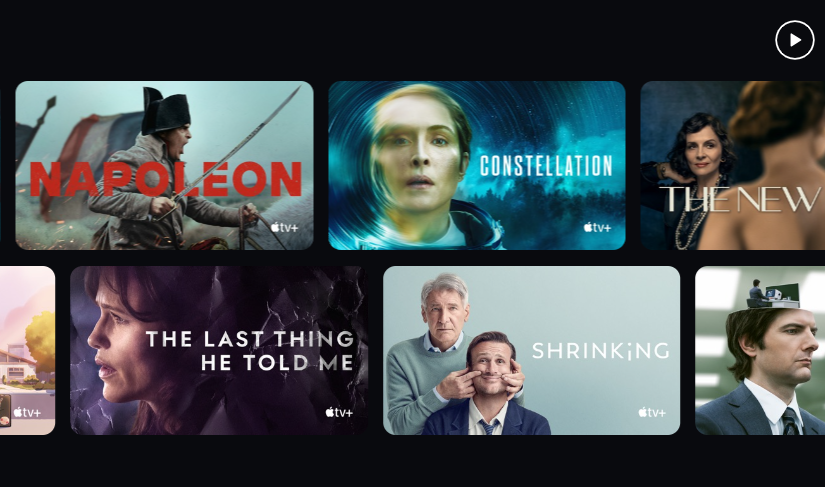 NAPOLEON
tv+
CONSTELLATION
tv+
THE NEW
tv+
THE LAST THING
HE TOLD ME
tv+
SHRINKiNG
tv+